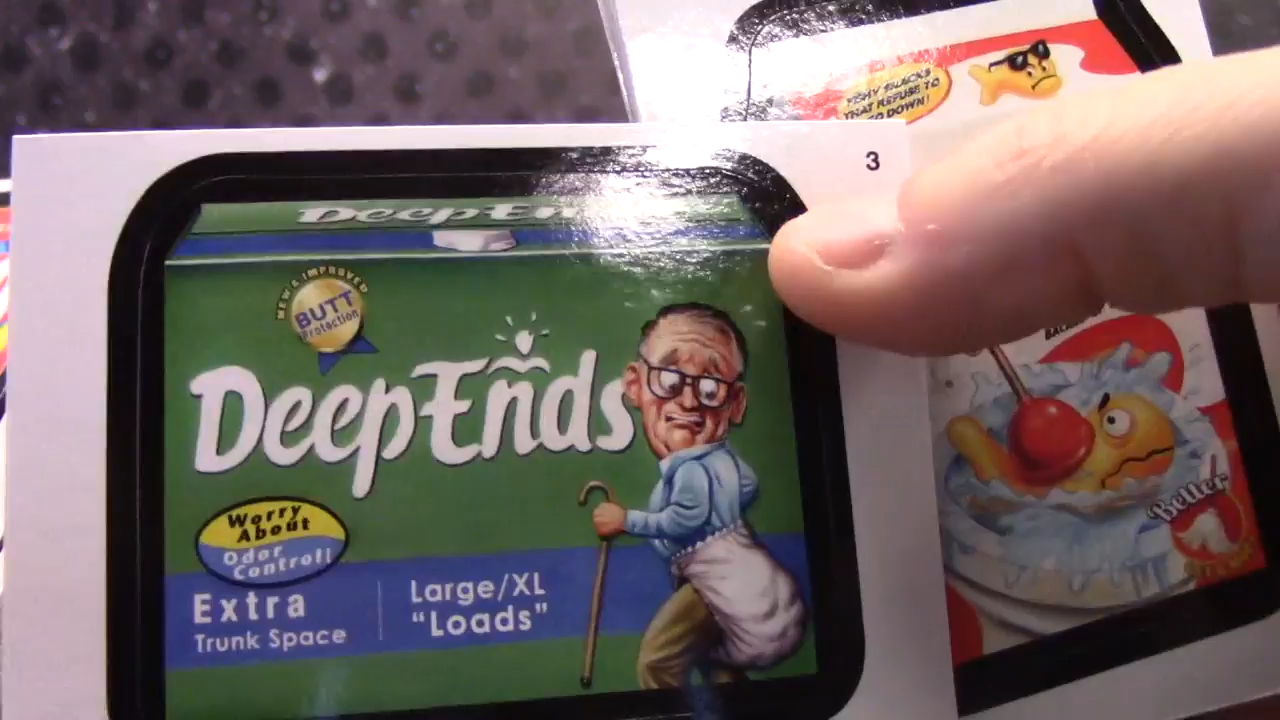 FISHY SNACKS
THAT REFUSE TO
GO DOWN!
3
DeepEnds
NEW & IMPROVED
BUTT
Protection
DeepEnds
Worry
About
Odor
Control!
Extra
Trunk Space
Large/XL
"Loads"
Better